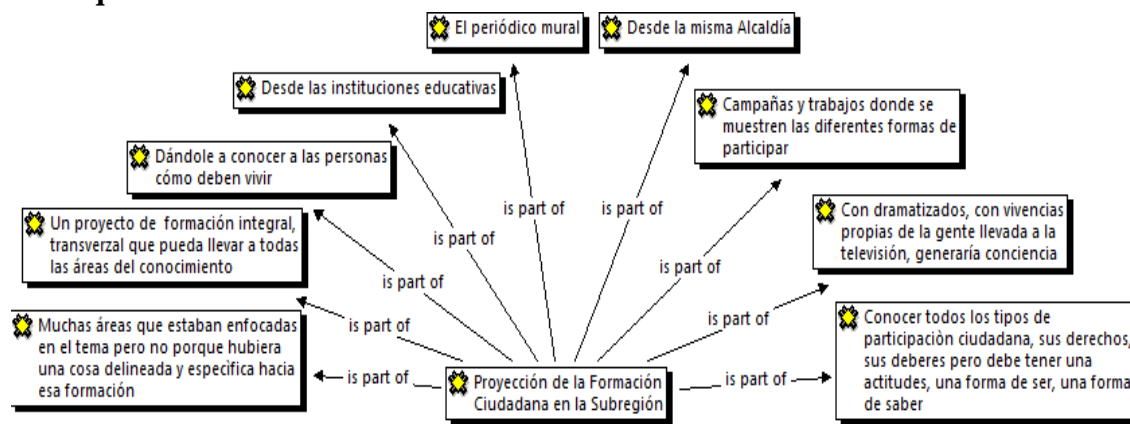 El periódico mural
Desde la misma Alcaldía
Desde las instituciones educativas
Campañas y trabajos donde se
muestren las diferentes formas de
participar
Dándole a conocer a las personas
cómo deben vivir
Con dramatizados, con vivencias
propias de la gente llevada a la
televisión, generaría conciencia
Un proyecto de formación integral,
transverzal que pueda llevar a todas
las áreas del conocimiento
Muchas áreas que estaban enfocadas
en el tema pero no porque hubiera
una cosa delineada y especìfica hacia
esa formación
Conocer todos los tipos de
participaciòn ciudadana, sus derechos,
sus deberes pero debe tener una
actitudes, una forma de ser, una forma
de saber
is part of
is part of
is part of
is part of
is part of
is part of
is part of
is part of
is part of
Proyección de la Formación
Ciudadana en la Subregión